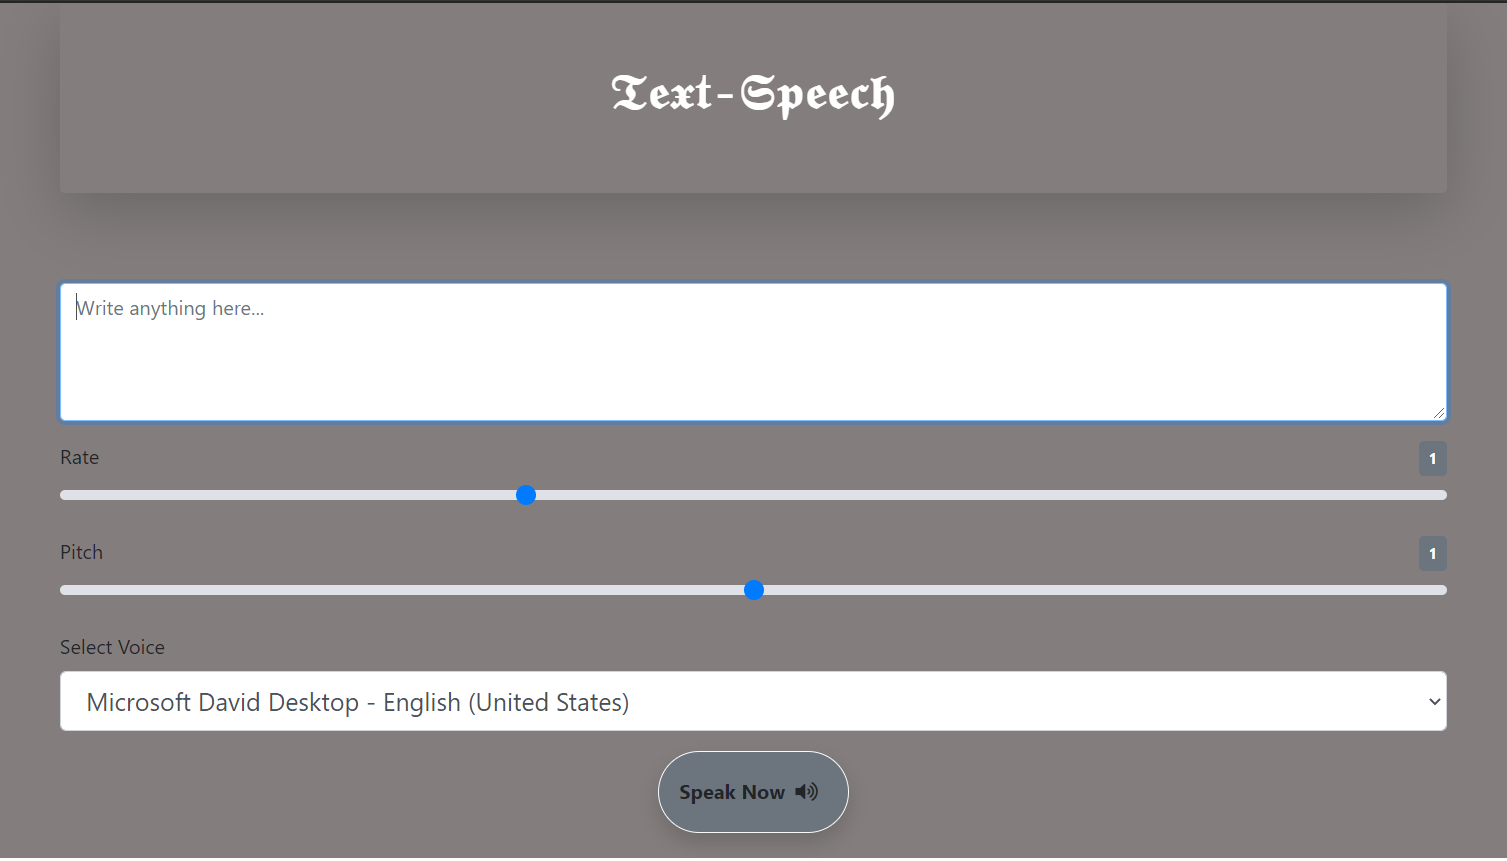 Text-Speech
Write anything here...
Rate 1
Pitch 1
Select Voice
Microsoft David Desktop - English (United States)
Speak Now